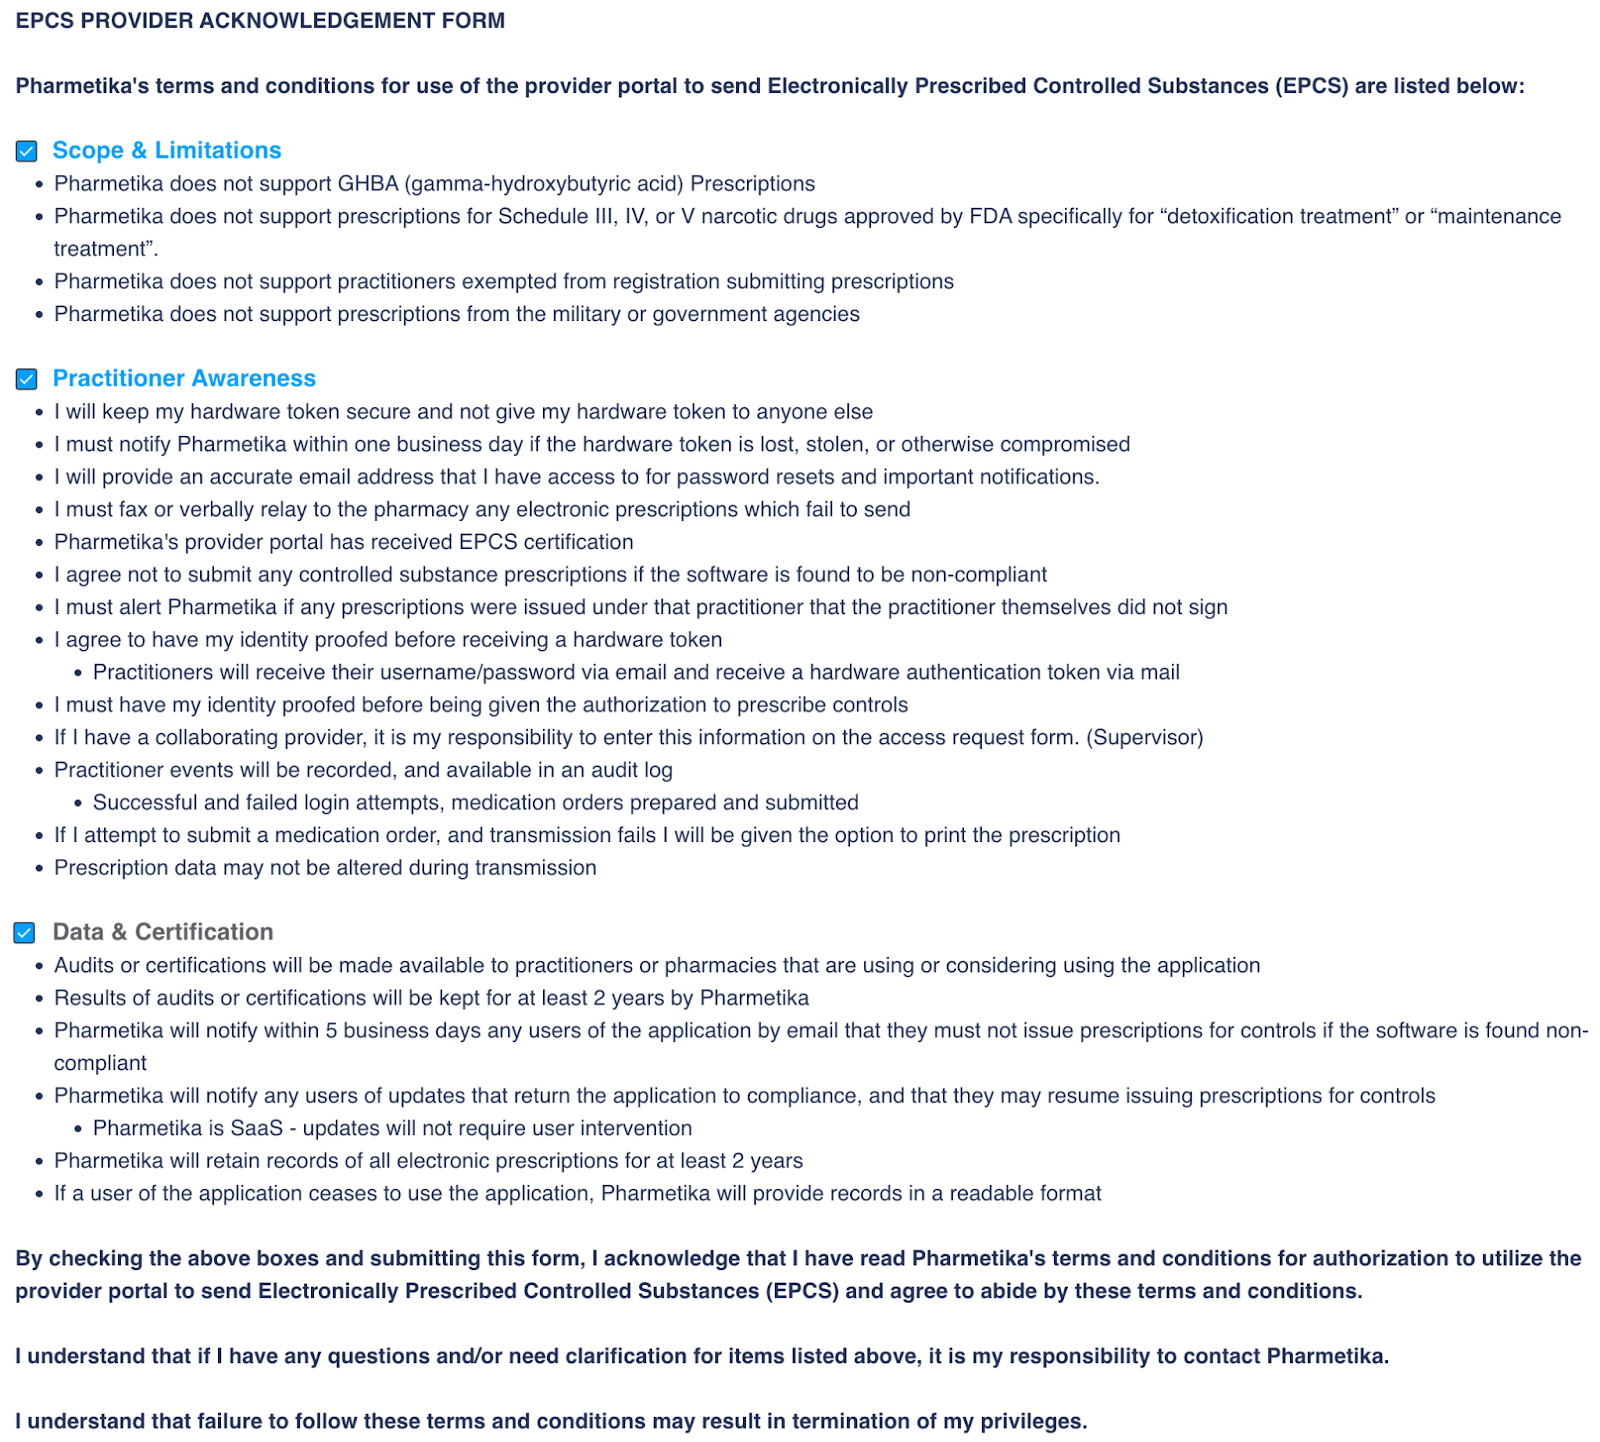 EPCS PROVIDER ACKNOWLEDGEMENT FORM
Pharmetika's terms and conditions for use of the provider portal to send Electronically Prescribed Controlled Substances (EPCS) are listed below:
Scope & Limitations
• Pharmetika does not support GHBA (gamma-hydroxybutyric acid) Prescriptions
• Pharmetika does not support prescriptions for Schedule III, IV, or V narcotic drugs approved by FDA specifically for “detoxification treatment” or “maintenance
treatment”.
• Pharmetika does not support practitioners exempted from registration submitting prescriptions
• Pharmetika does not support prescriptions from the military or government agencies
Practitioner Awareness
• I will keep my hardware token secure and not give my hardware token to anyone else
• I must notify Pharmetika within one business day if the hardware token is lost, stolen, or otherwise compromised
• I will provide an accurate email address that I have access to for password resets and important notifications.
• I must fax or verbally relay to the pharmacy any electronic prescriptions which fail to send
• Pharmetika's provider portal has received EPCS certification
• I agree not to submit any controlled substance prescriptions if the software is found to be non-compliant
• I must alert Pharmetika if any prescriptions were issued under that practitioner that the practitioner themselves did not sign
• I agree to have my identity proofed before receiving a hardware token
• Practitioners will receive their username/password via email and receive a hardware authentication token via mail
• I must have my identity proofed before being given the authorization to prescribe controls
• If I have a collaborating provider, it is my responsibility to enter this information on the access request form. (Supervisor)
• Practitioner events will be recorded, and available in an audit log
• Successful and failed login attempts, medication orders prepared and submitted
• If I attempt to submit a medication order, and transmission fails I will be given the option to print the prescription
• Prescription data may not be altered during transmission
Data & Certification
• Audits or certifications will be made available to practitioners or pharmacies that are using or considering using the application
• Results of audits or certifications will be kept for at least 2 years by Pharmetika
• Pharmetika will notify within 5 business days any users of the application by email that they must not issue prescriptions for controls if the software is found non-
compliant
• Pharmetika will notify any users of updates that return the application to compliance, and that they may resume issuing prescriptions for controls
• Pharmetika is SaaS - updates will not require user intervention
• Pharmetika will retain records of all electronic prescriptions for at least 2 years
• If a user of the application ceases to use the application, Pharmetika will provide records in a readable format
By checking the above boxes and submitting this form, I acknowledge that I have read Pharmetika's terms and conditions for authorization to utilize the
provider portal to send Electronically Prescribed Controlled Substances (EPCS) and agree to abide by these terms and conditions.
I understand that if I have any questions and/or need clarification for items listed above, it is my responsibility to contact Pharmetika.
I understand that failure to follow these terms and conditions may result in termination of my privileges.